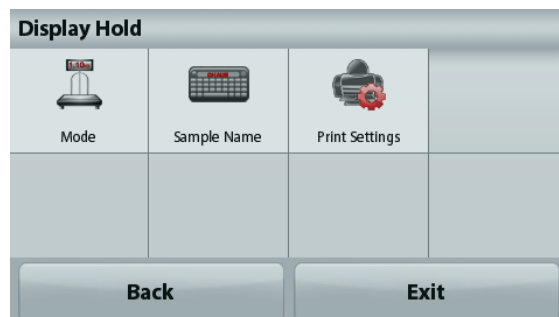 Display Hold
Mode
Sample Name
Print Settings
Back
Exit